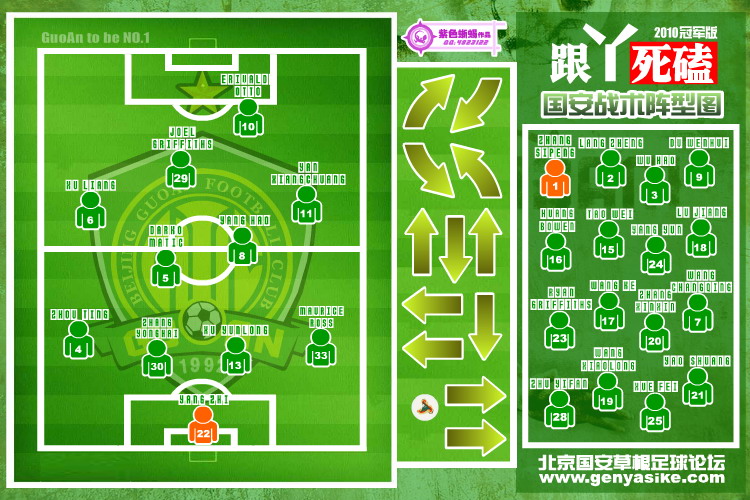 GuoAn to be NO.1
ERIVALD
OTTO
10
JOEL
GRIFFITHS
29
YAN
XIANGCHUANG
11
XU LIANG
6
YANG HAO
8
DARKO
MATIC
5
BEIJING GUOAN FOOTBALL CLUB
1992
ZHOU TING
4
ZHANG
YONGHAI
30
XU YUNLONG
13
MAURICE
ROSS
33
YANG ZHI
22
紫色蜥蜴作品
QQ:4823122
2010冠军版
跟丫死磕
国安战术阵型图
ZHANG
SIPENG
1
LANG ZHENG
2
WU HAO
3
DU WENHUI
9
HUANG
BOWEN
16
TAO WEI
15
YANG YUN
24
LU JIANG
18
RYAN
GRIFFITHS
23
WANG KE
17
ZHANG
XINXIN
20
WANG
CHANGQING
7
ZHU YIFAN
28
WANG
XIAOLONG
19
XUE FEI
25
YAO SHUANG
21
北京国安草根足球论坛
www.genyasike.com